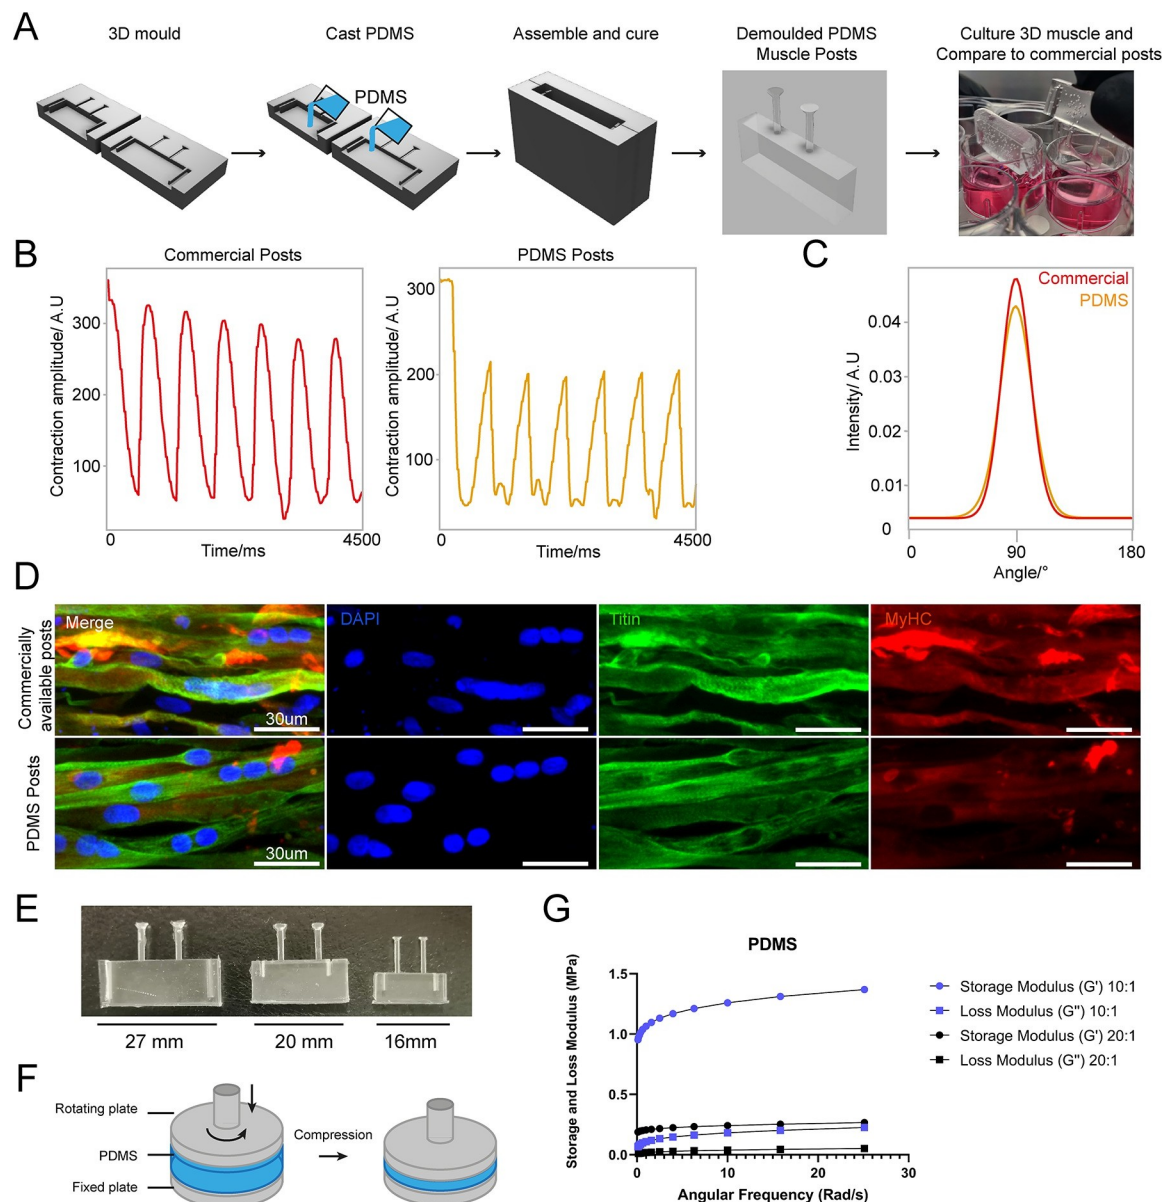 A
3D mould
Cast PDMS
Assemble and cure
Demoulded PDMS
Muscle Posts
Culture 3D muscle and
Compare to commercial posts
PDMS
B
Commercial Posts
Contraction amplitude/ A.U
300
200
100
0
4500
Time/ms
PDMS Posts
Contraction amplitude/ A.U
300
200
100
0
4500
Time/ms
C
Commercial
PDMS
Intensity/ A.U
0.04
0.03
0.02
0.01
0
0
90
180
Angle/°
D
Commercially
available posts
Merge
30um
DAPI
Titin
MyHC
PDMS Posts
30um
E
27 mm
20 mm
16mm
F
Rotating plate
PDMS
Fixed plate
Compression
G
PDMS
Storage and Loss Modulus (MPa)
1.5
1.0
0.5
0.0
0
10
20
30
Angular Frequency (Rad/s)
Storage Modulus (G') 10:1
Loss Modulus (G'') 10:1
Storage Modulus (G') 20:1
Loss Modulus (G'') 20:1